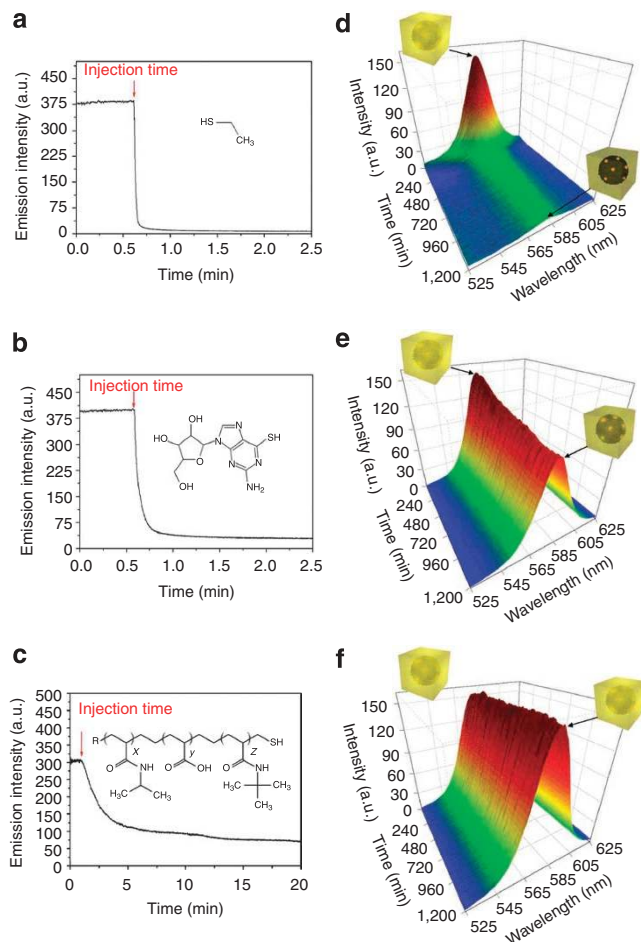 a
Injection time
Emission intensity (a.u.)
450
375
300
225
150
75
0
HS
CH3
0.0 0.5 1.0 1.5 2.0 2.5
Time (min)
b
Injection time
Emission intensity (a.u.)
450
375
300
225
150
75
0
OH
HO
O
OH
N
N
N
N
SH
NH2
0.0 0.5 1.0 1.5 2.0 2.5
Time (min)
c
Injection time
Emission intensity (a.u.)
500
450
400
350
300
250
200
150
100
50
0
R
x
y
z
SH
O
NH
H3C
CH3
O
OH
O
NH
H3C
CH3
CH3
0 5 10 15 20
Time (min)
d
Intensity (a.u.)
150
120
90
60
30
0
Time (min)
240
480
720
960
1,200
Wavelength (nm)
525
545
565
585
605
625
e
Intensity (a.u.)
150
120
90
60
30
0
Time (min)
240
480
720
960
1,200
Wavelength (nm)
525
545
565
585
605
625
f
Intensity (a.u.)
150
120
90
60
30
0
Time (min)
240
480
720
960
1,200
Wavelength (nm)
525
545
565
585
605
625